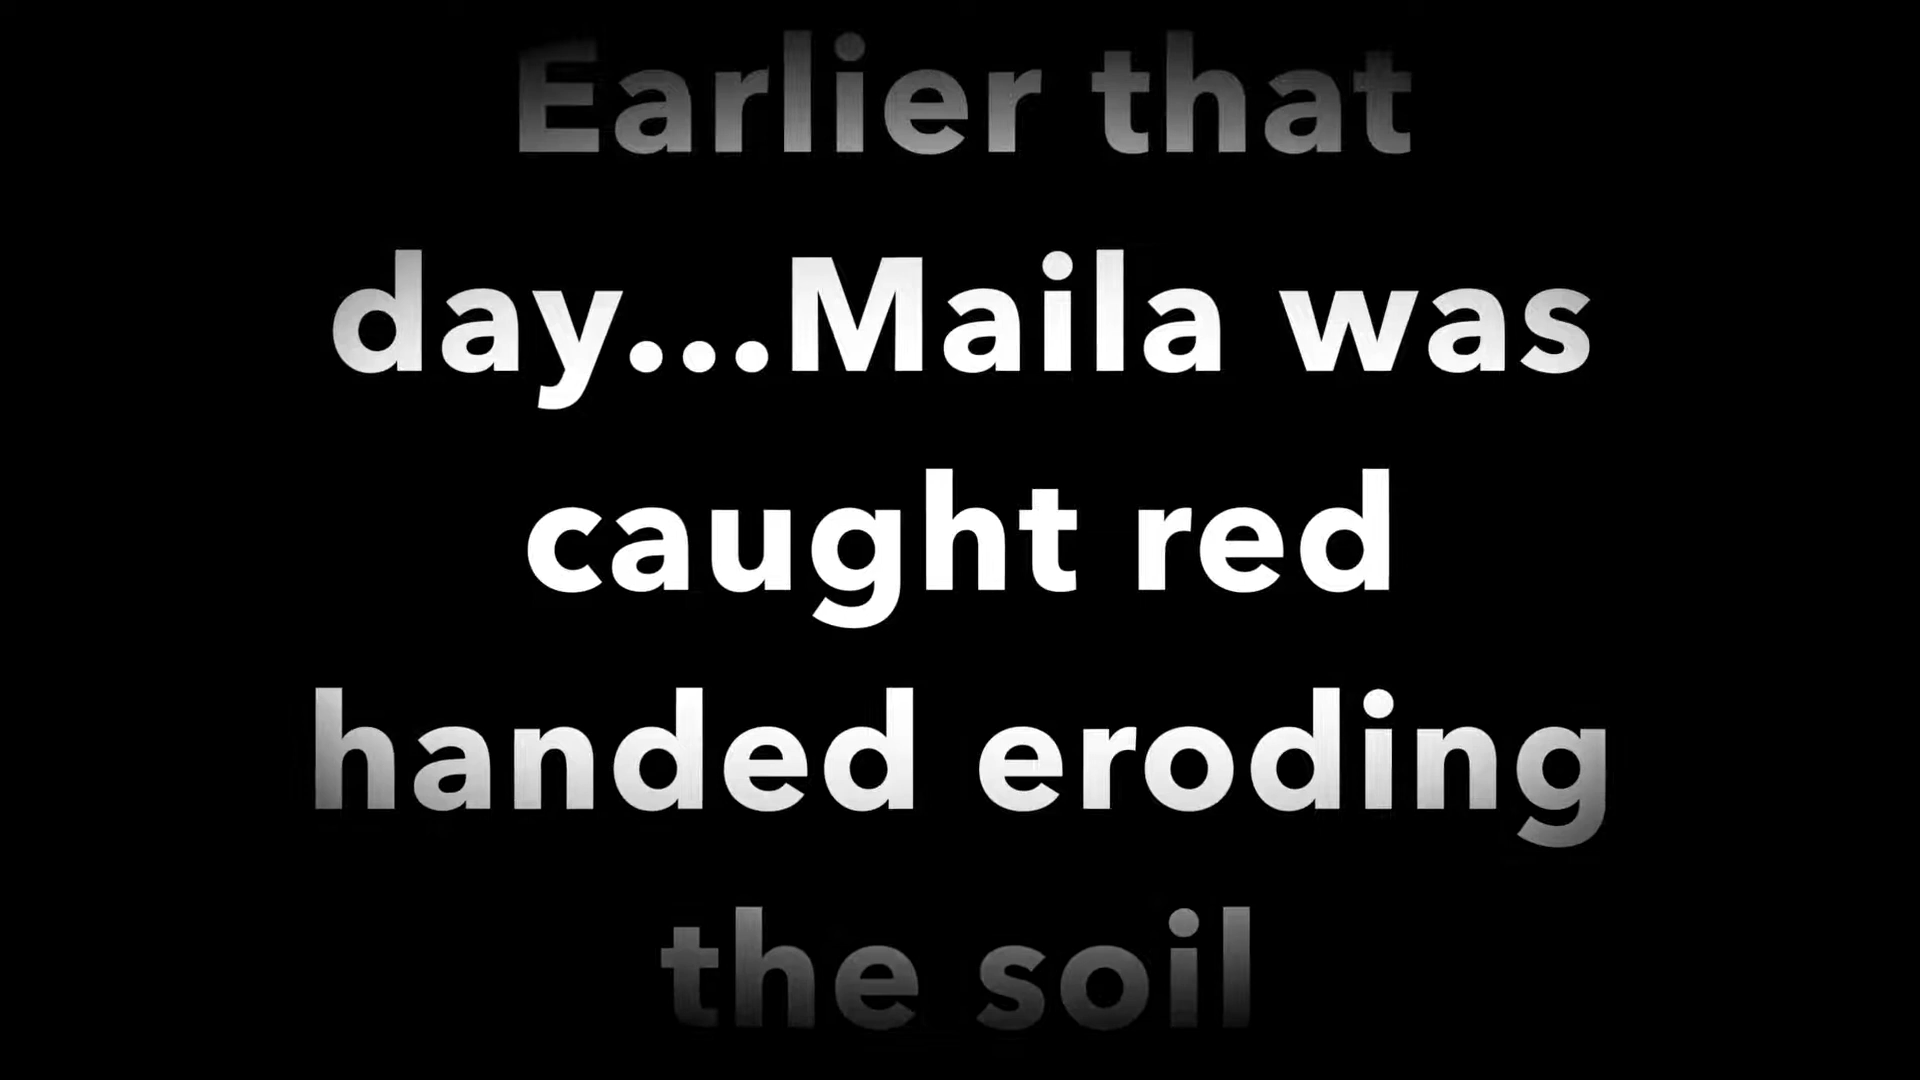 Earlier that
day...Maila was
caught red
handed eroding
the soil